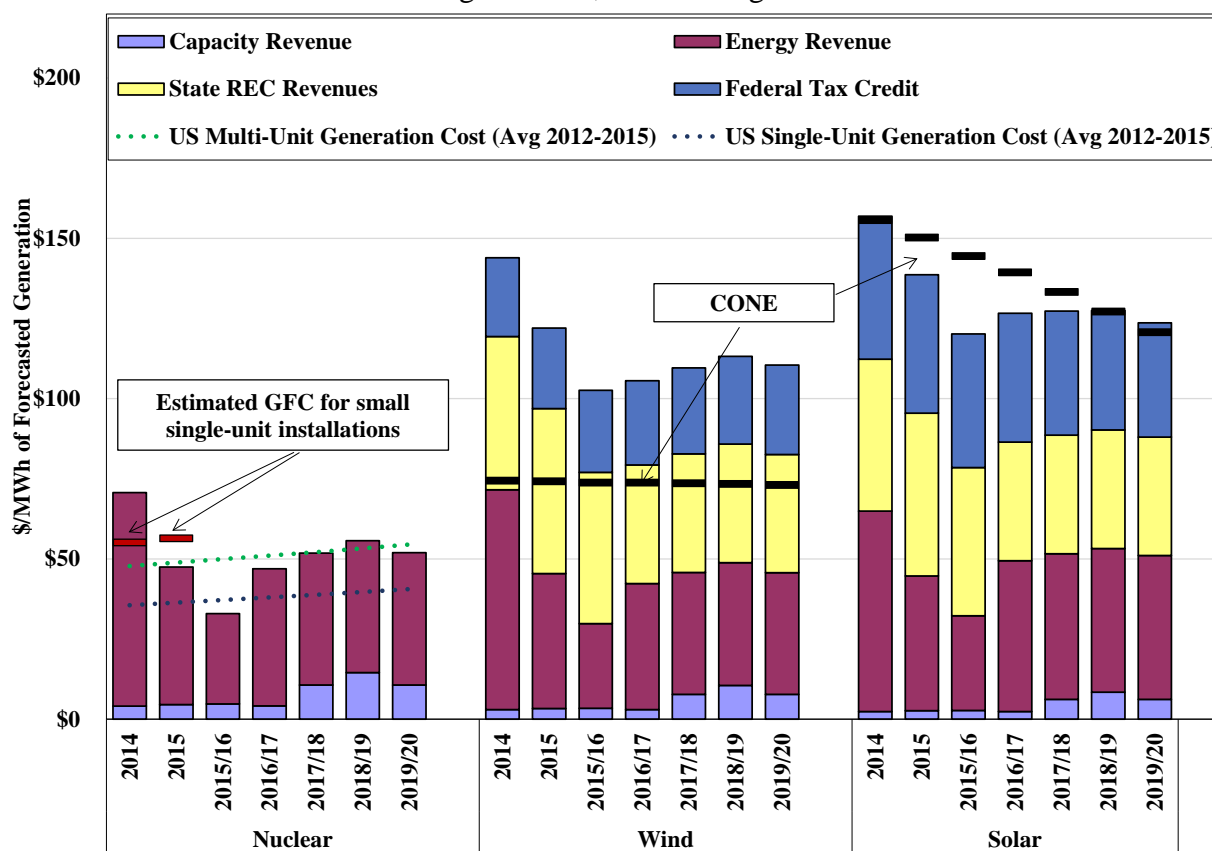 Capacity Revenue
Energy Revenue
State REC Revenues
Federal Tax Credit
US Multi-Unit Generation Cost (Avg 2012-2015)
US Single-Unit Generation Cost (Avg 2012-2015)
$/MWh of Forecasted Generation
$200
$150
$100
$50
$0
CONE
Estimated GFC for small
single-unit installations
2014
2015
2015/16
2016/17
2017/18
2018/19
2019/20
2014
2015
2015/16
2016/17
2017/18
2018/19
2019/20
2014
2015
2015/16
2016/17
2017/18
2018/19
2019/20
Nuclear
Wind
Solar